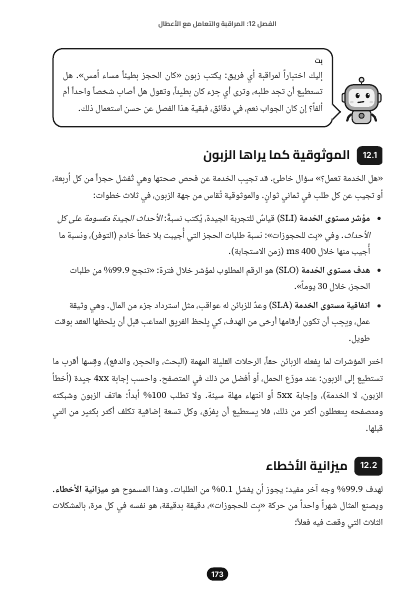 الفصل 12: المراقبة والتعامل مع الأعطال
بت
إليك اختباراً لمراقبة أي فريق: يكتب زبون «كان الحجز بطيئاً مساء أمس». هل
تستطيع أن تجد طلبه، وترى أي جزء كان بطيئاً، وتقول هل أصاب شخصاً واحداً أم
ألفاً؟ إن كان الجواب نعم، في دقائق، فبقية هذا الفصل عن حسن استعمال ذلك.
12.1 الموثوقية كما يراها الزبون
«هل الخدمة تعمل؟» سؤال خاطئ. قد تجيب الخدمة عن فحص صحتها وهي تُفشل حجزاً من كل أربعة،
أو تجيب عن كل طلب في ثماني ثوانٍ. والموثوقية تُقاس من جهة الزبون، في ثلاث خطوات:
• مؤشر مستوى الخدمة (SLI) قياسٌ للتجربة الجيدة، يُكتب نسبةً: الأحداث الجيدة مقسومة على كل
الأحداث. وفي «بِت للحجوزات»: نسبة طلبات الحجز التي أُجيبت بلا خطأ خادم (التوفر)، ونسبة ما
أُجيب منها خلال 400 ms (زمن الاستجابة).
• هدف مستوى الخدمة (SLO) هو الرقم المطلوب لمؤشر خلال فترة: «تنجح 99.9% من طلبات
الحجز، خلال 30 يوماً».
• اتفاقية مستوى الخدمة (SLA) وعدٌ للزبائن له عواقب، مثل استرداد جزء من المال. وهي وثيقة
عمل، ويجب أن تكون أرقامها أرخى من الهدف، كي يلحظ الفريق المتاعب قبل أن يلحظها العقد بوقت
طويل.
اختر المؤشرات لما يفعله الزبائن حقاً، الرحلات القليلة المهمة (البحث، والحجز، والدفع)، وقِسها أقرب ما
تستطيع إلى الزبون: عند موزع الحمل، أو أفضل من ذلك في المتصفح. واحسب إجابة 4xx جيدة (أخطأ
الزبون، لا الخدمة)، وإجابة 5xx أو انتهاء مهلة سيئة. ولا تطلب 100% أبداً: هاتف الزبون وشبكته
ومتصفحه يتعطلون أكثر من ذلك، فلا يستطيع أن يفرّق، وكل تسعة إضافية تكلف أكثر بكثير من التي
قبلها.
12.2 ميزانية الأخطاء
لهدف 99.9% وجه آخر مفيد: يجوز أن يفشل 0.1% من الطلبات. وهذا المسموح هو ميزانية الأخطاء.
ويصنع المثال شهراً واحداً من حركة «بِت للحجوزات»، دقيقة بدقيقة، هو نفسه في كل مرة، بالمشكلات
الثلاث التي وقعت فيه فعلاً:
173